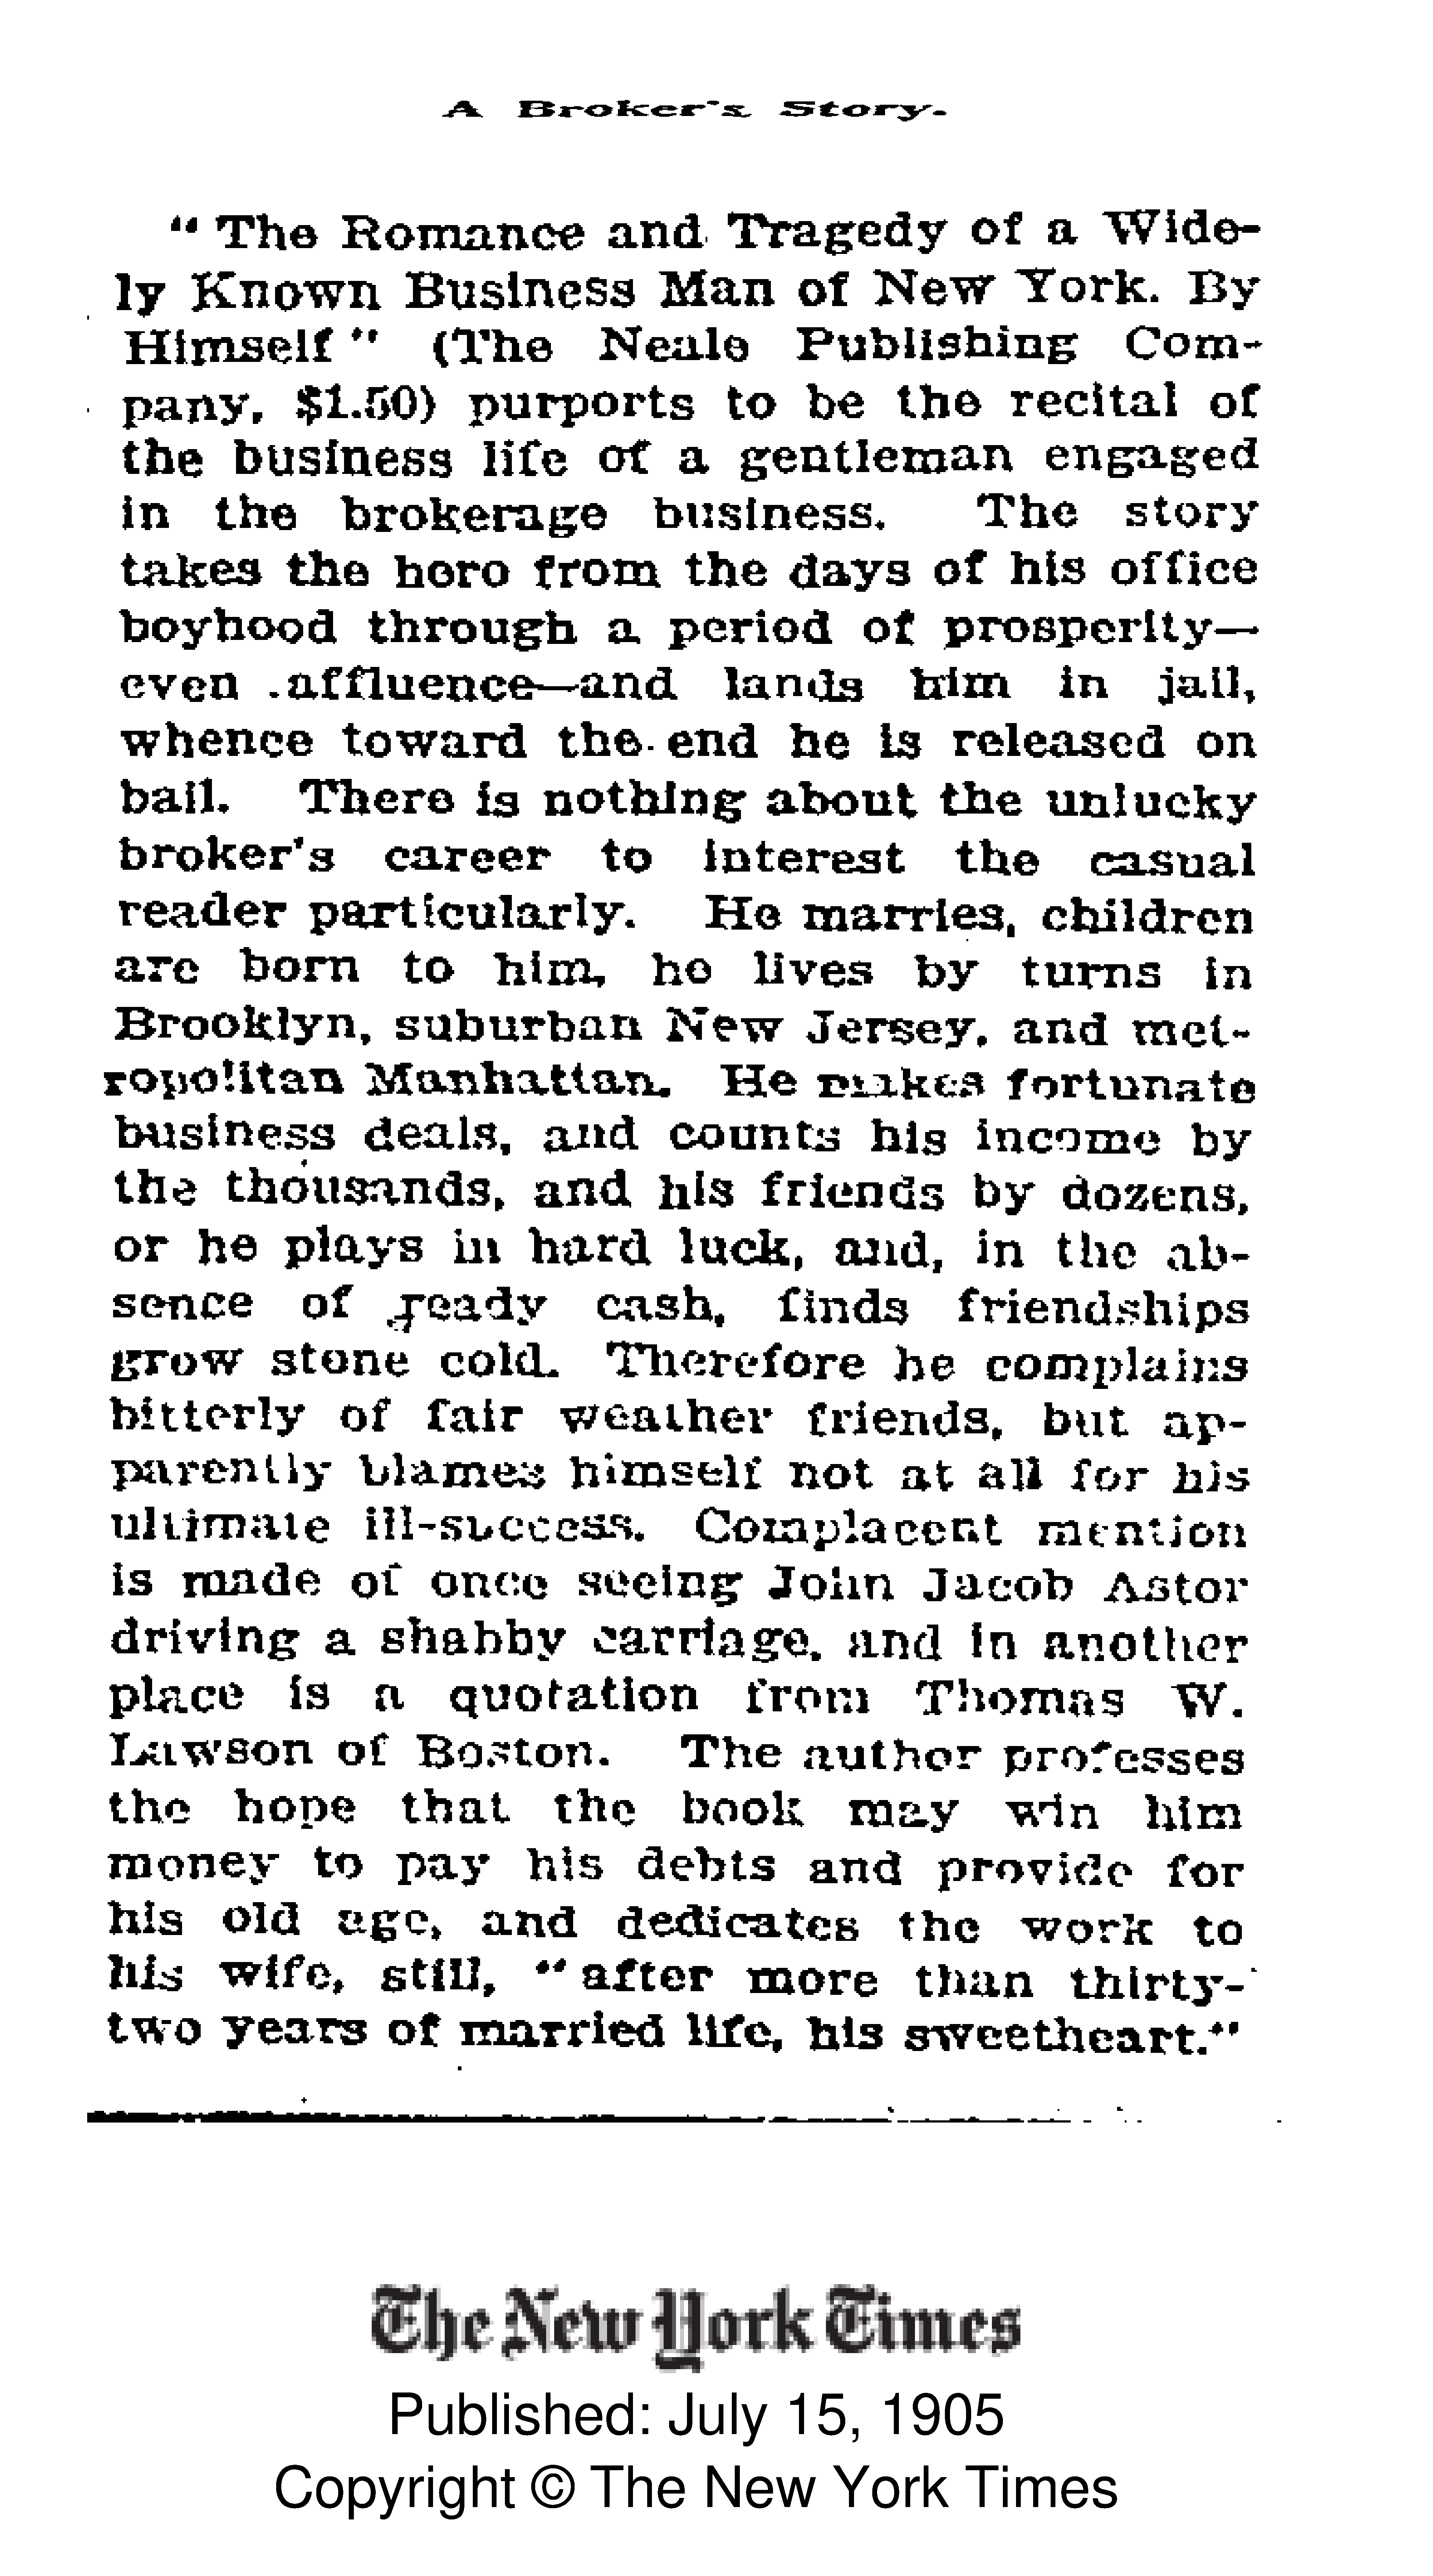 A Broker's Story.
"The Romance and Tragedy of a Wide-
ly Known Business Man of New York. By
Himself" (The Neale Publishing Com-
pany, $1.50) purports to be the recital of
the business life of a gentleman engaged
in the brokerage business. The story
takes the hero from the days of his office
boyhood through a period of prosperity—
even affluence—and lands him in jail,
whence toward the end he is released on
bail. There is nothing about the unlucky
broker's career to interest the casual
reader particularly. He marries, children
are born to him, he lives by turns in
Brooklyn, suburban New Jersey, and met-
ropolitan Manhattan. He makes fortunate
business deals, and counts his income by
the thousands, and his friends by dozens,
or he plays in hard luck, and, in the ab-
sence of ready cash, finds friendships
grow stone cold. Therefore he complains
bitterly of fair weather friends, but ap-
parently blames himself not at all for his
ultimate ill-success. Complacent mention
is made of once seeing John Jacob Astor
driving a shabby carriage, and in another
place is a quotation from Thomas W.
Lawson of Boston. The author professes
the hope that the book may win him
money to pay his debts and provide for
his old age, and dedicates the work to
his wife, still, "after more than thirty-
two years of married life, his sweetheart."
The New York Times
Published: July 15, 1905
Copyright © The New York Times